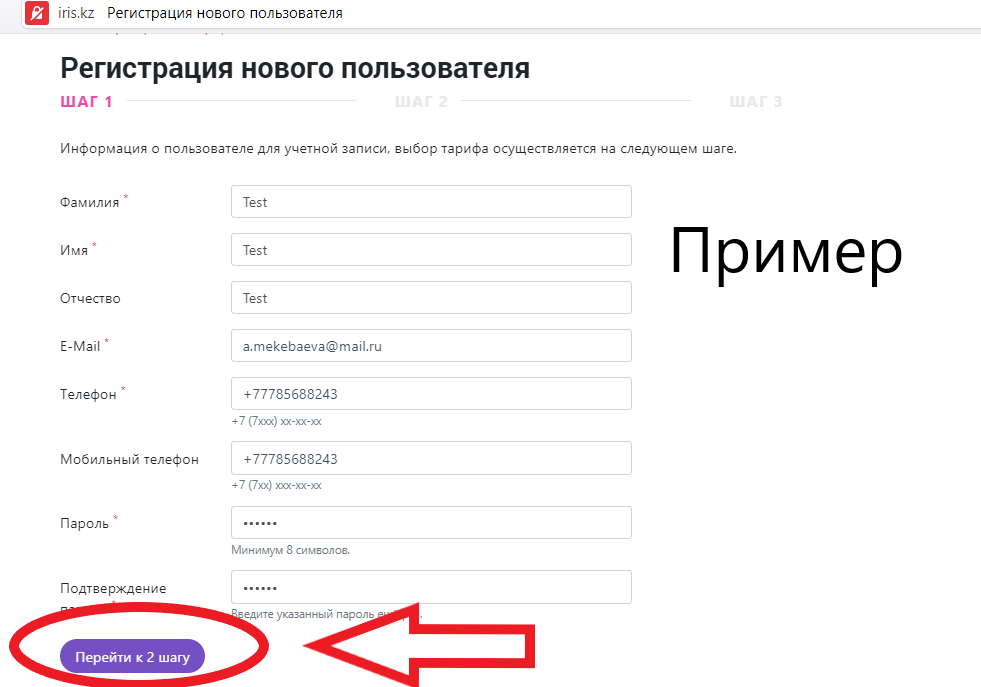 iris.kz Регистрация нового пользователя
Регистрация нового пользователя
ШАГ 1 ШАГ 2 ШАГ 3
Информация о пользователе для учетной записи, выбор тарифа осуществляется на следующем шаге.
Фамилия * Test
Имя * Test
Пример
Отчество Test
E-Mail * a.mekebaeva@mail.ru
Телефон * +77785688243
+7 (7xxx) xx-xx-xx
Мобильный телефон +77785688243
+7 (7xx) xxx-xx-xx
Пароль * ••••••
Минимум 8 символов.
Подтверждение ••••••
Введите указанный пароль
Перейти к 2 шагу